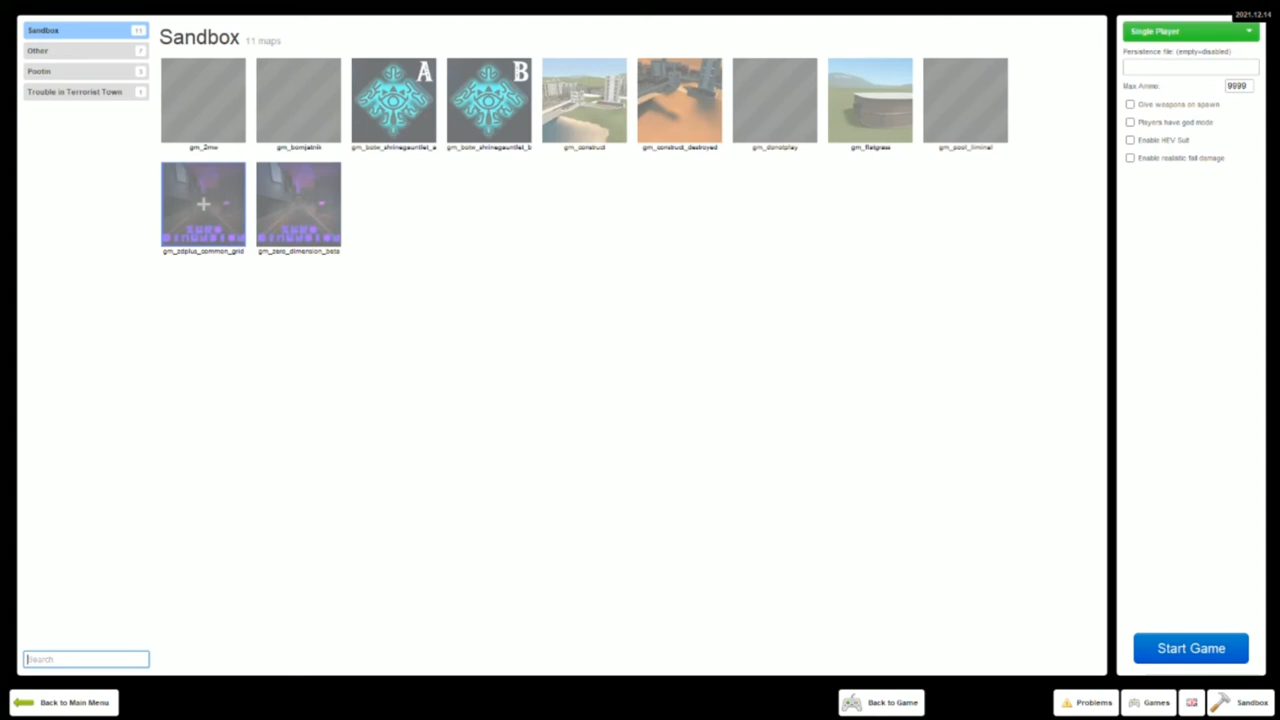 2021.12.14
Sandbox 11
Other 7
Footin 3
Trouble in Terrorist Town 1
Sandbox 11 maps
A
B
gm_botw_shrinegauntlet_a
gm_botw_shrinegauntlet_b
gm_construct
gm_construct_destroyed
gm_donotplay
gm_flatgrass
gm_pool_liminal
gm_zdplus_common_grid
gm_zero_dimension_beta
Single Player
Persistence file: (empty=disabled)
Max Ammo: 9999
Give weapons on spawn
Players have god mode
Enable HEV Suit
Enable realistic fall damage
Search
Start Game
Back to Main Menu
Back to Game
Problems
Games
Sandbox